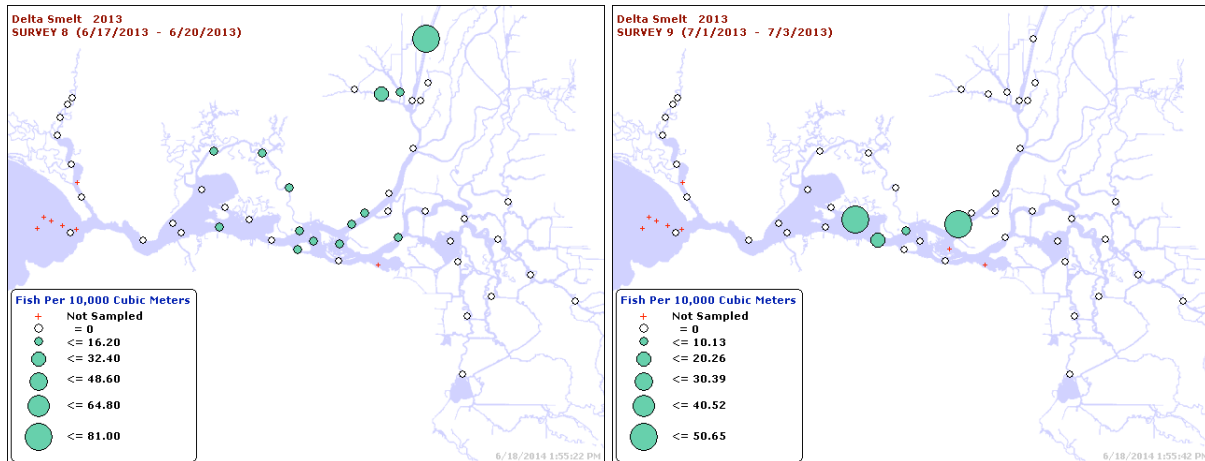 Delta Smelt 2013
SURVEY 8 (6/17/2013 - 6/20/2013)
Fish Per 10,000 Cubic Meters
Not Sampled
= 0
<= 16.20
<= 32.40
<= 48.60
<= 64.80
<= 81.00
6/18/2014 1:55:22 PM
Delta Smelt 2013
SURVEY 9 (7/1/2013 - 7/3/2013)
Fish Per 10,000 Cubic Meters
Not Sampled
= 0
<= 10.13
<= 20.26
<= 30.39
<= 40.52
<= 50.65
6/18/2014 1:55:42 PM